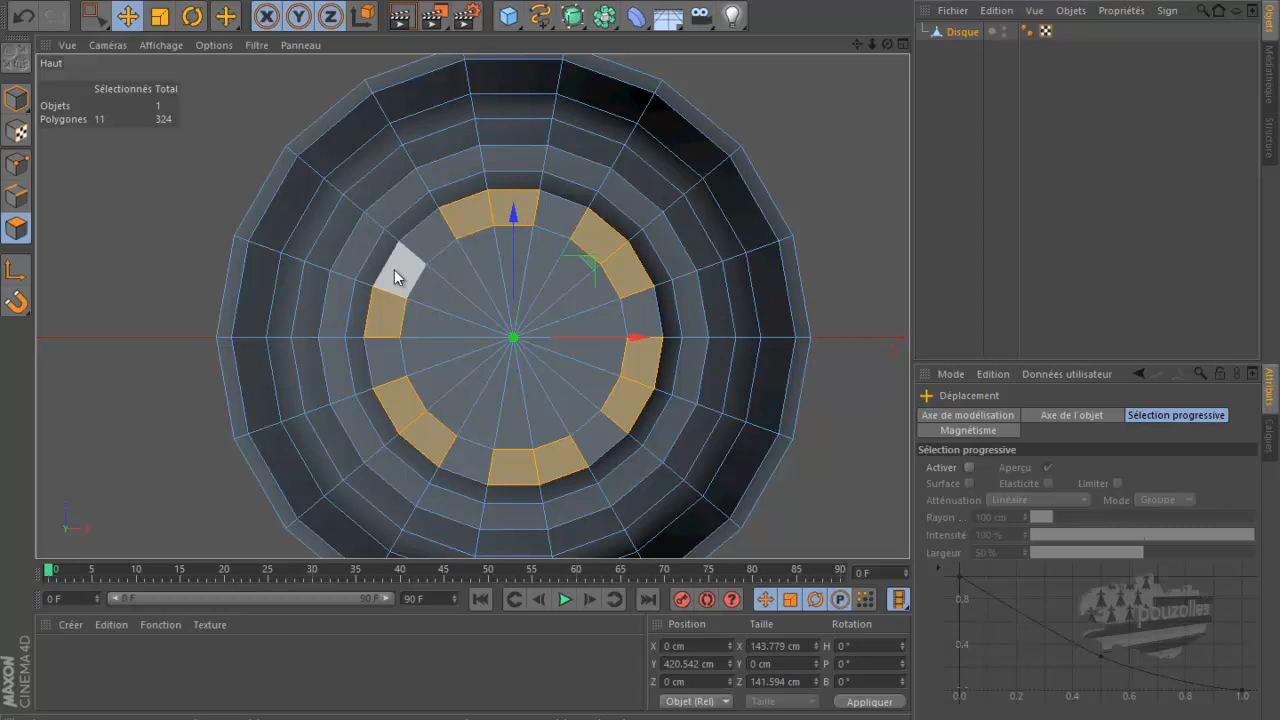 Fichier Edition Vue Objets Propriétés Sign
Vue Caméras Affichage Options Filtre Panneau
Disque
Haut
Sélectionnés Total
Objets 1
Polygones 11 324
Objets
Médiathèque
Structure
Mode Edition Données utilisateur
Déplacement
Axe de modélisation Axe de l'objet Sélection progressive
Magnétisme
Sélection progressive
Activer Aperçu
Surface Elasticité Limiter
Atténuation Linéaire Mode Groupe
Rayon ... 100 cm
Intensité 100 %
Largeur 50 %
Attributs
Calques
Y X
0 5 10 15 20 25 30 35 40 45 50 55 60 65 70 75 80 85 90 0 F
0 F 0 F 90 F 90 F
P
Créer Edition Fonction Texture
Position Taille Rotation
X 0 cm X 143.779 cm H 0 °
Y 420.542 cm Y 0 cm P 0 °
Z 0 cm Z 141.594 cm B 0 °
Objet (Rel) Taille Appliquer
0.8
0.4
0.0 0.2 0.4 0.6 0.8 1.0
pouzolles
MAXON
CINEMA 4D
X Y Z